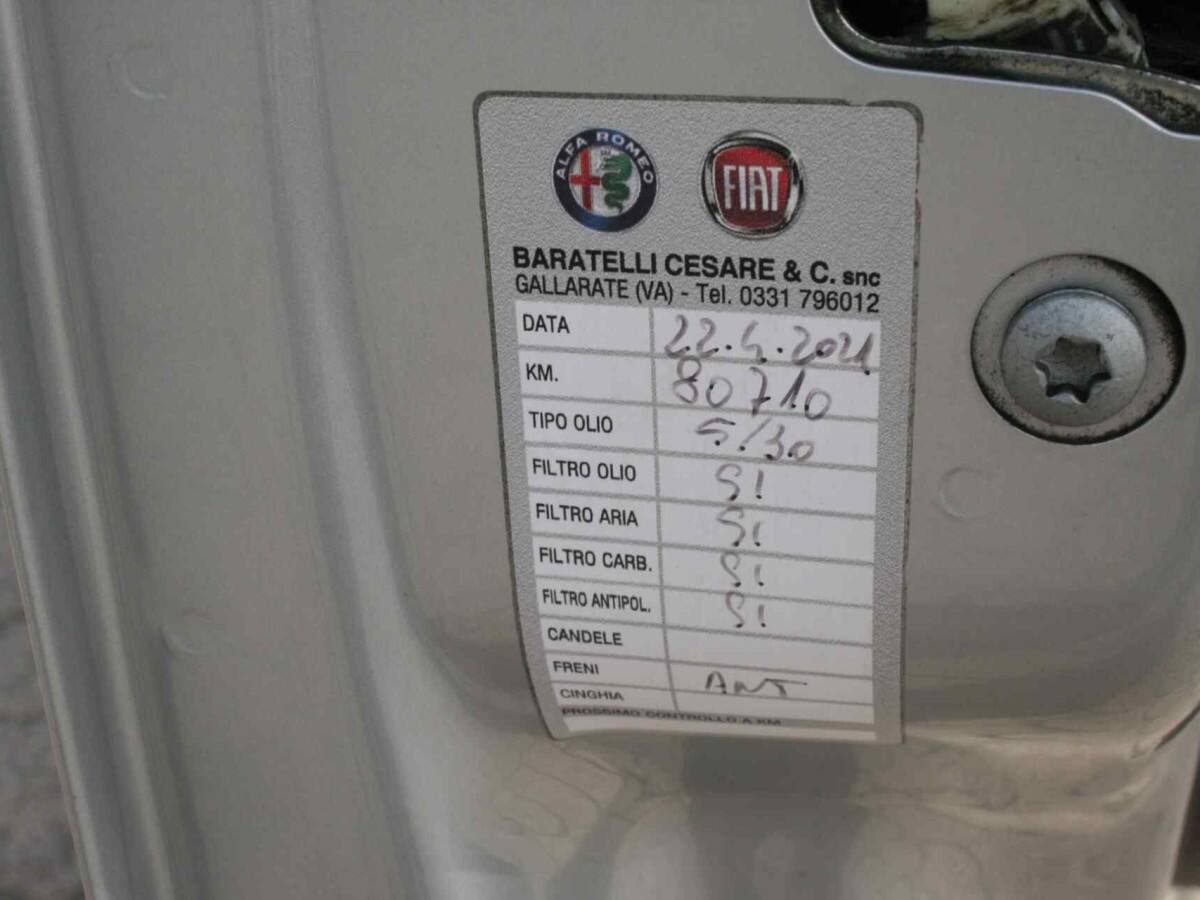 ALFA ROMEO
FIAT
BARATELLI CESARE & C. snc
GALLARATE (VA) - Tel. 0331 796012
DATA 22.4.2021
KM. 80710
TIPO OLIO 5/30
FILTRO OLIO SI
FILTRO ARIA SI
FILTRO CARB. SI
FILTRO ANTIPOL. SI
CANDELE
FRENI ANT
CINGHIA
PROSSIMO CONTROLLO A KM